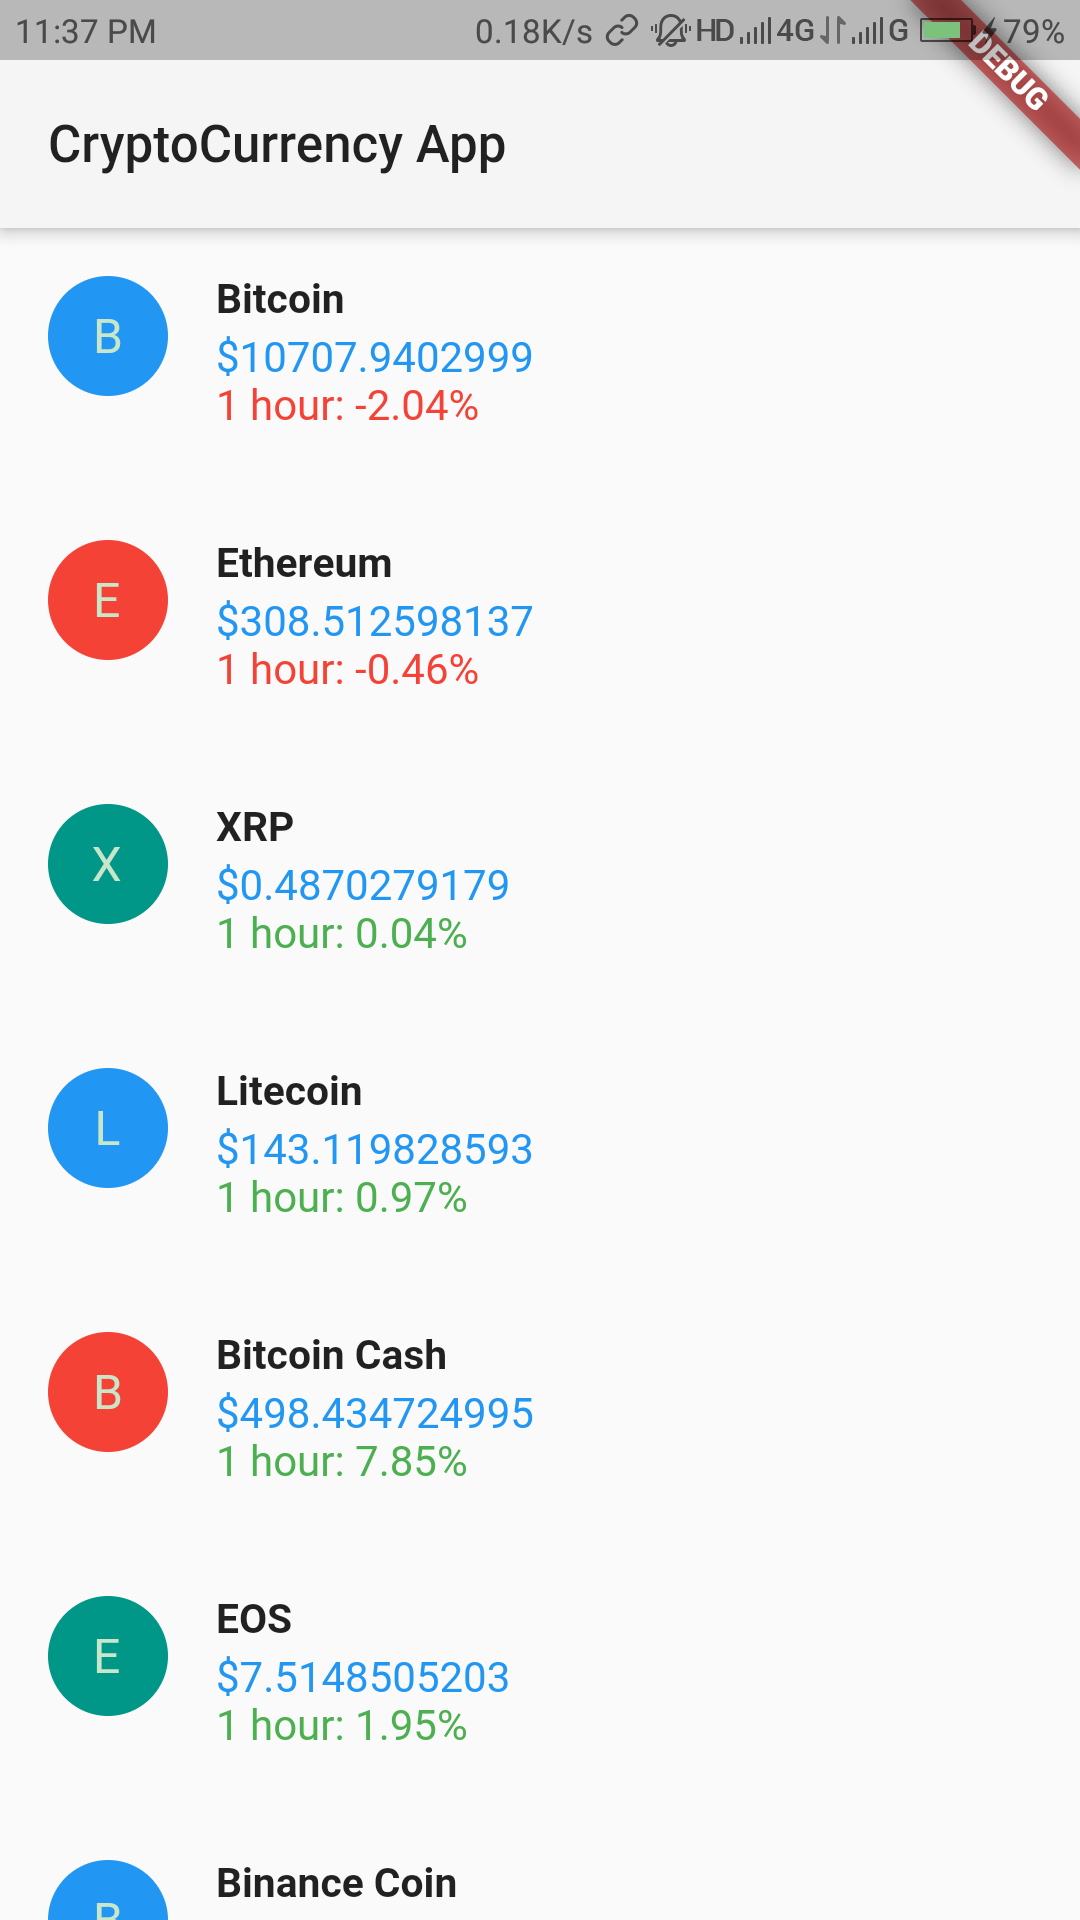 11:37 PM 0.18K/s HD 4G G 79%
DEBUG
CryptoCurrency App
B
Bitcoin
$10707.9402999
1 hour: -2.04%
E
Ethereum
$308.512598137
1 hour: -0.46%
X
XRP
$0.4870279179
1 hour: 0.04%
L
Litecoin
$143.119828593
1 hour: 0.97%
B
Bitcoin Cash
$498.434724995
1 hour: 7.85%
E
EOS
$7.5148505203
1 hour: 1.95%
B
Binance Coin